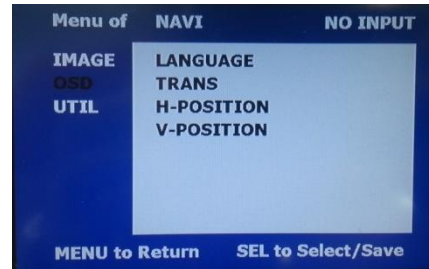 Menu of NAVI NO INPUT
IMAGE LANGUAGE
OSD TRANS
UTIL H-POSITION
V-POSITION
MENU to Return SEL to Select/Save